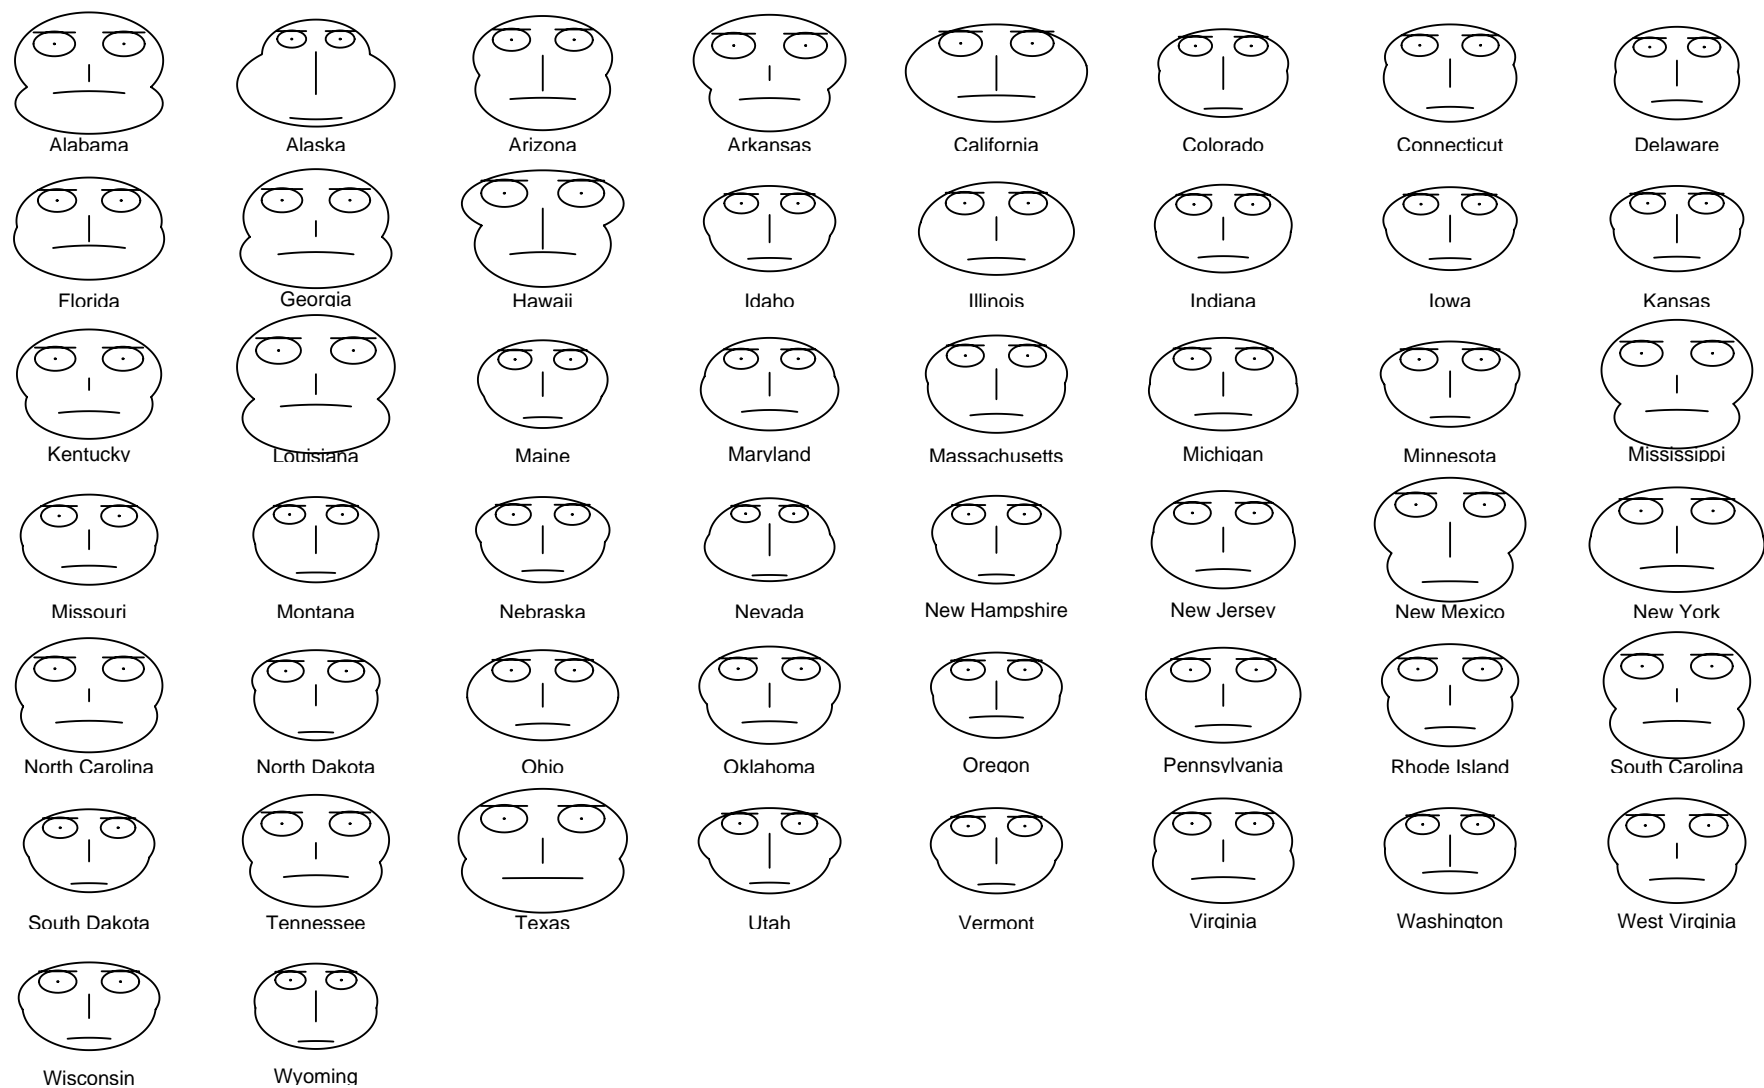 Alabama
Alaska
Arizona
Arkansas
California
Colorado
Connecticut
Delaware
Florida
Georgia
Hawaii
Idaho
Illinois
Indiana
Iowa
Kansas
Kentucky
Louisiana
Maine
Maryland
Massachusetts
Michigan
Minnesota
Mississippi
Missouri
Montana
Nebraska
Nevada
New Hampshire
New Jersey
New Mexico
New York
North Carolina
North Dakota
Ohio
Oklahoma
Oregon
Pennsylvania
Rhode Island
South Carolina
South Dakota
Tennessee
Texas
Utah
Vermont
Virginia
Washington
West Virginia
Wisconsin
Wyoming